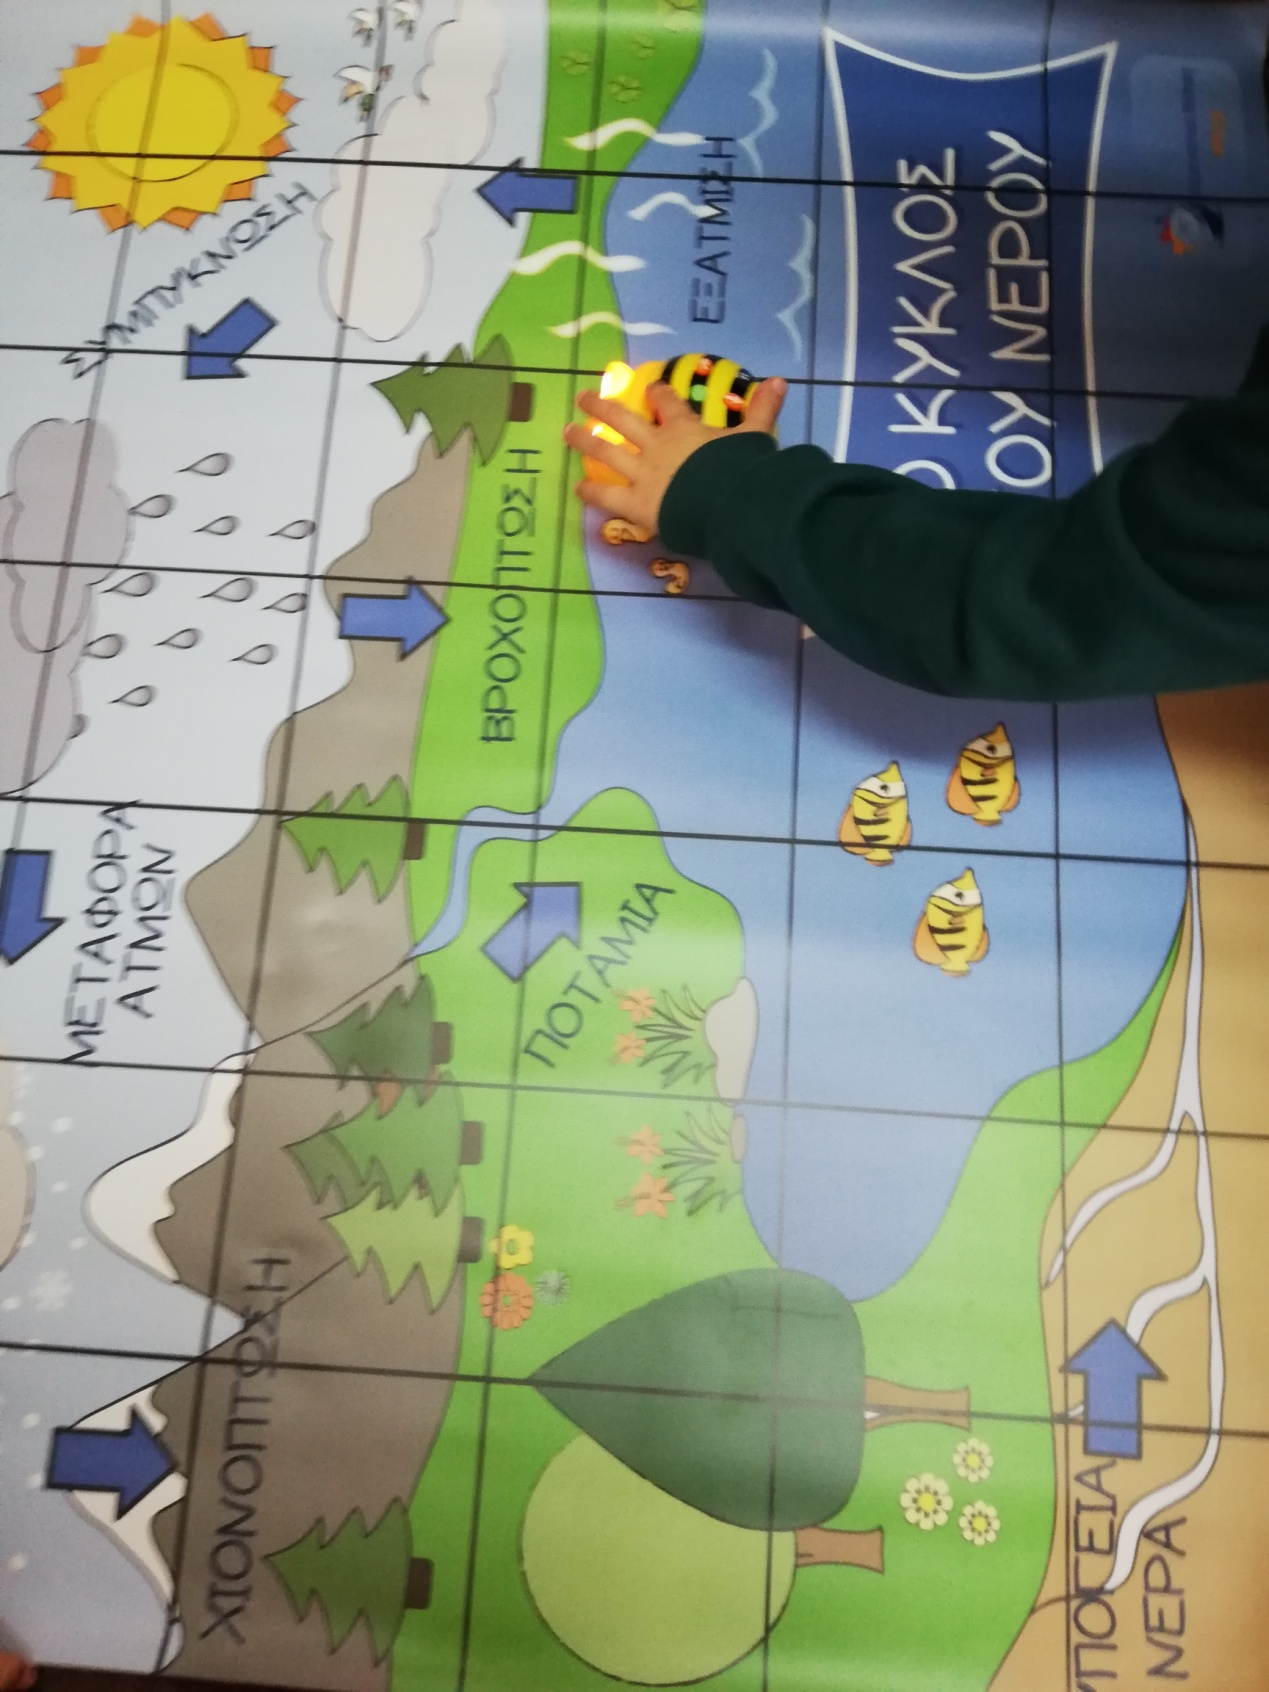 ΜΕΤΑΦΟΡΑ
ΑΤΜΩΝ
ΣΥΜΠΥΚΝΩΣΗ
ΧΙΟΝΟΠΤΩΣΗ
ΒΡΟΧΟΠΤΩΣΗ
ΠΟΤΑΜΙΑ
ΕΞΑΤΜΙΣΗ
Ο ΚΥΚΛΟΣ
ΤΟΥ ΝΕΡΟΥ
ΥΠΟΓΕΙΑ
ΝΕΡΑ